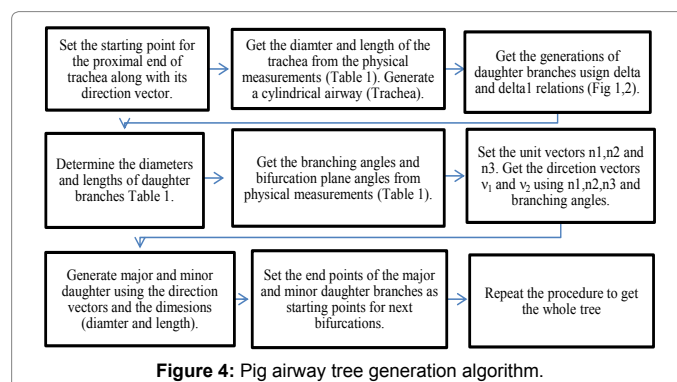 Set the starting point for
the proximal end of
trachea along with its
direction vector.
Get the diamter and length of the
trachea from the physical
measurements (Table 1). Generate
a cylindrical airway (Trachea).
Get the generations of
daughter branches usign delta
and delta1 relations (Fig 1,2).
Determine the diameters
and lengths of daughter
branches Table 1.
Get the branching angles and
bifurcation plane angles from
physical measurements (Table 1).
Set the unit vectors n1,n2 and
n3. Get the dircetion vectors
v₁ and v₂ using n1,n2,n3 and
branching angles.
Generate major and minor
daughter using the direction
vectors and the dimesions
(diamter and length).
Set the end points of the major
and minor daughter branches as
starting points for next
bifurcations.
Repeat the procedure to get
the whole tree
Figure 4: Pig airway tree generation algorithm.